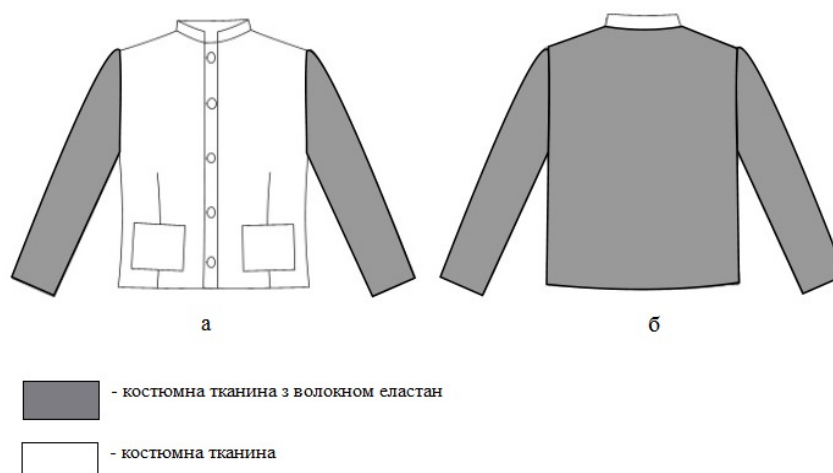 а
б
- костюмна тканина з волокном еластан
- костюмна тканина